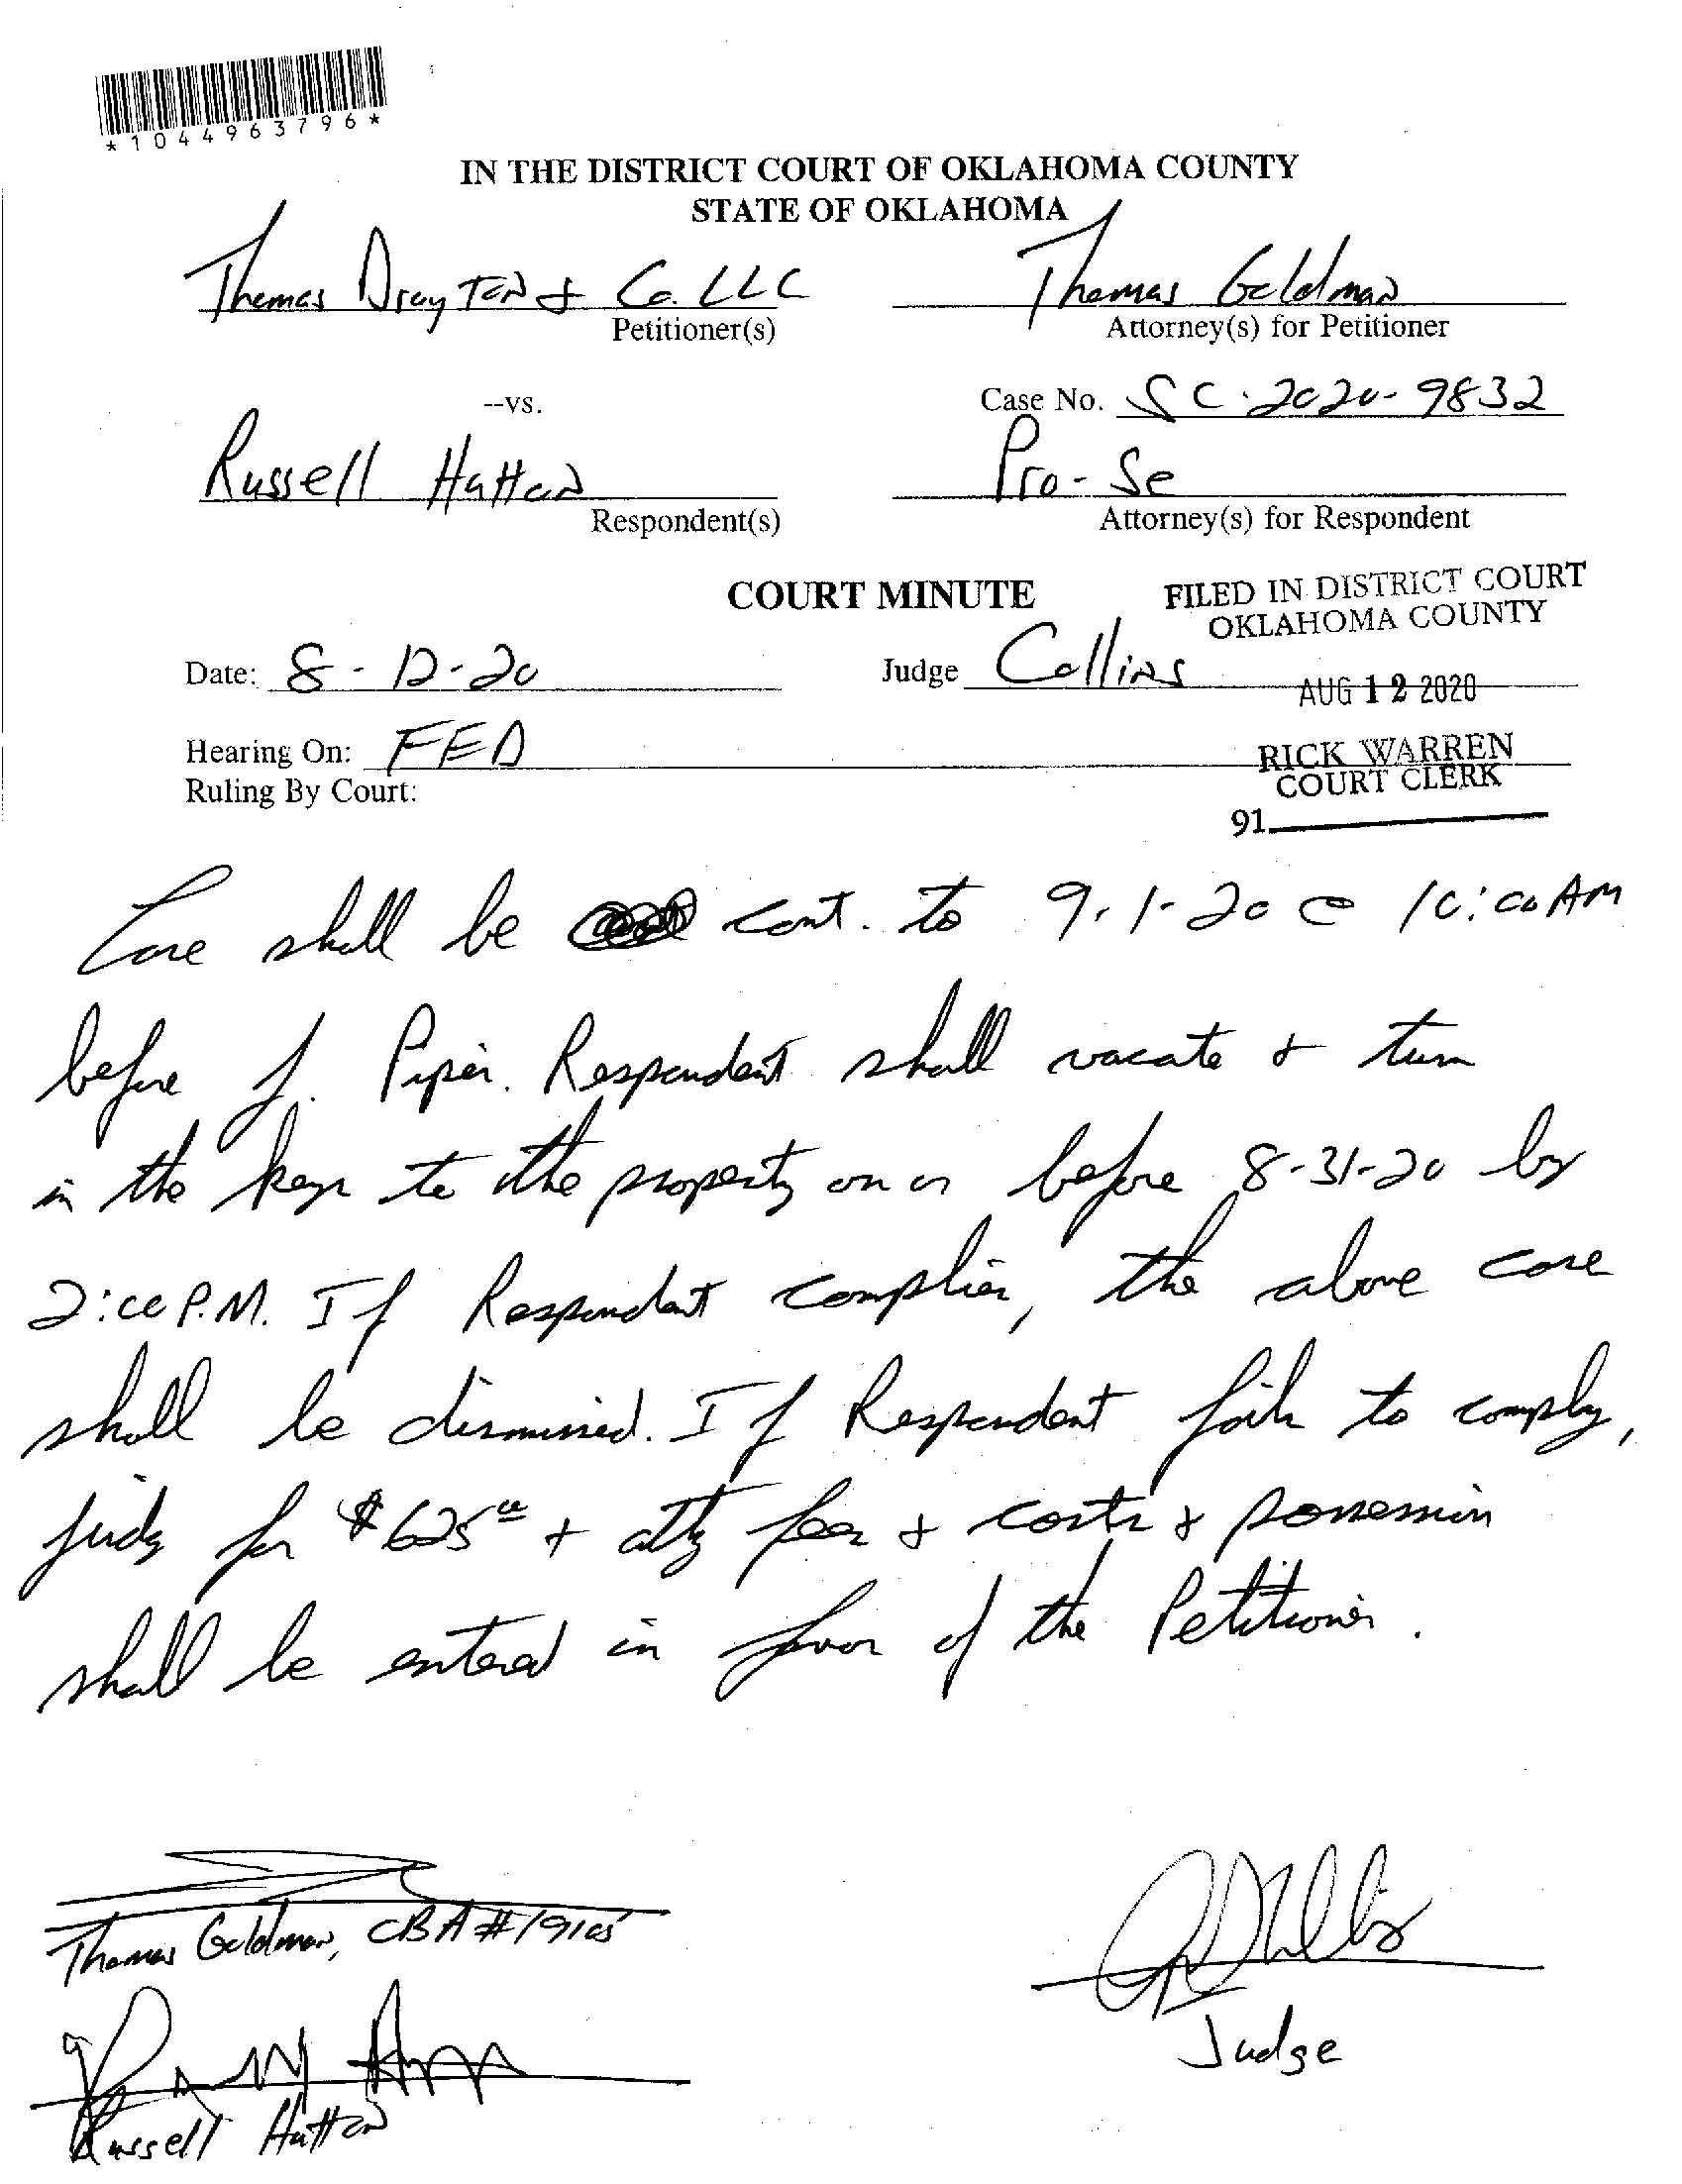 *1044963796*
IN THE DISTRICT COURT OF OKLAHOMA COUNTY
STATE OF OKLAHOMA
Thomas Drayton & Co. LLC Thomas Goldman
Petitioner(s) Attorney(s) for Petitioner
--vs. Case No. SC-2020-9832
Russell Hatton Pro-Se
Respondent(s) Attorney(s) for Respondent
COURT MINUTE FILED IN DISTRICT COURT
OKLAHOMA COUNTY
Date: 8-12-20 Judge Collins AUG 12 2020
Hearing On: FED RICK WARREN
Ruling By Court: COURT CLERK
91
Case shall be cont. to 9-1-20 @ 10:00 AM
before J. Piper. Respondent shall vacate & turn
in the keys to the property on or before 8-31-20 by
2:00 P.M. If Respondent complies, the above case
shall be dismissed. If Respondent fails to comply,
judg for $625 00 + atty fees & costs & possession
shall be entered in favor of the Petitioner.
Thomas Goldman, OBA #19105
Judge
Russell Hatton